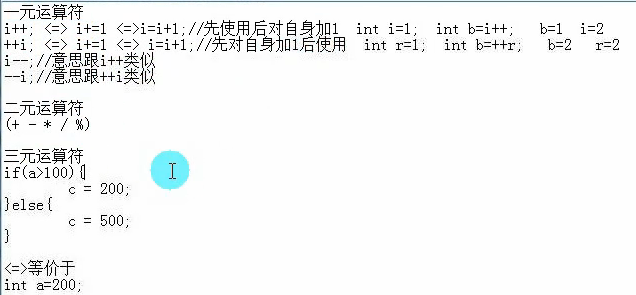 一元运算符
i++; <=> i+=1 <=>i=i+1;//先使用后对自身加1  int i=1;  int b=i++;   b=1  i=2
++i; <=> i+=1 <=> i=i+1;//先对自身加1后使用  int r=1;  int b=++r;   b=2   r=2
i--;//意思跟i++类似
--i;//意思跟++i类似
二元运算符
(+ - * / %)
三元运算符
if(a>100){
c = 200;
}else{
c = 500;
}
<=>等价于
int a=200;